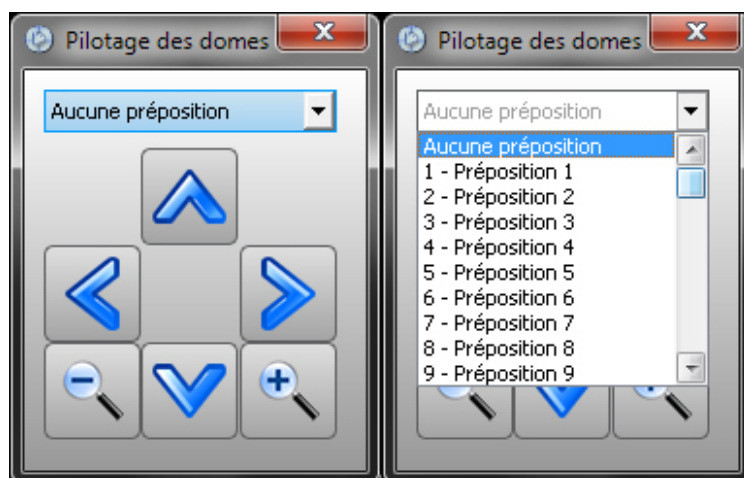 Pilotage des domes
Aucune préposition
Pilotage des domes
Aucune préposition
Aucune préposition
1 - Préposition 1
2 - Préposition 2
3 - Préposition 3
4 - Préposition 4
5 - Préposition 5
6 - Préposition 6
7 - Préposition 7
8 - Préposition 8
9 - Préposition 9